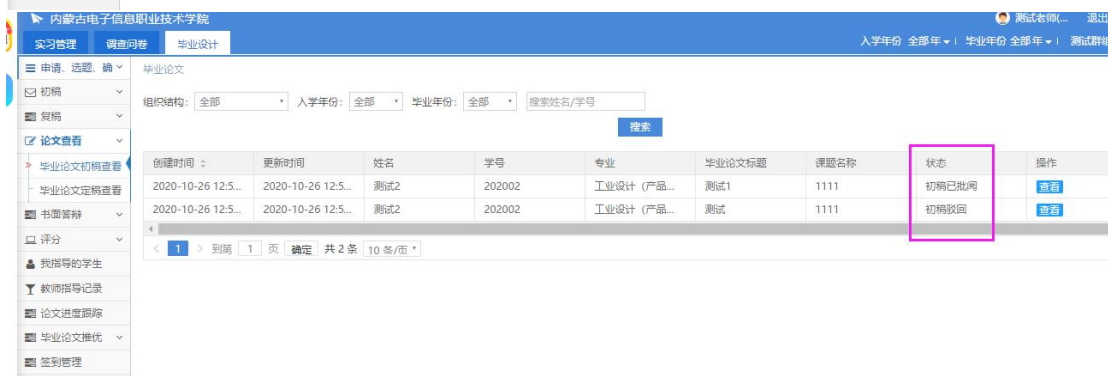 内蒙古电子信息职业技术学院
测试老师(... 退出
实习管理 调查问卷 毕业设计
入学年份 全部年 毕业年份 全部年 测试群组
申请、选题、确
初稿
复稿
论文查看
毕业论文初稿查看
毕业论文定稿查看
书面答辩
评分
我指导的学生
教师指导记录
论文进度跟踪
毕业论文推优
签到管理
毕业论文
组织结构: 全部 入学年份: 全部 毕业年份: 全部 搜索姓名/学号
搜索
创建时间 更新时间 姓名 学号 专业 毕业论文标题 课题名称 状态 操作
2020-10-26 12:5... 2020-10-26 12:5... 测试2 202002 工业设计（产品... 测试1 1111 初稿已批阅 查看
2020-10-26 12:5... 2020-10-26 12:5... 测试2 202002 工业设计（产品... 测试 1111 初稿驳回 查看
< 1 > 到第 1 页 确定 共 2 条 10 条/页